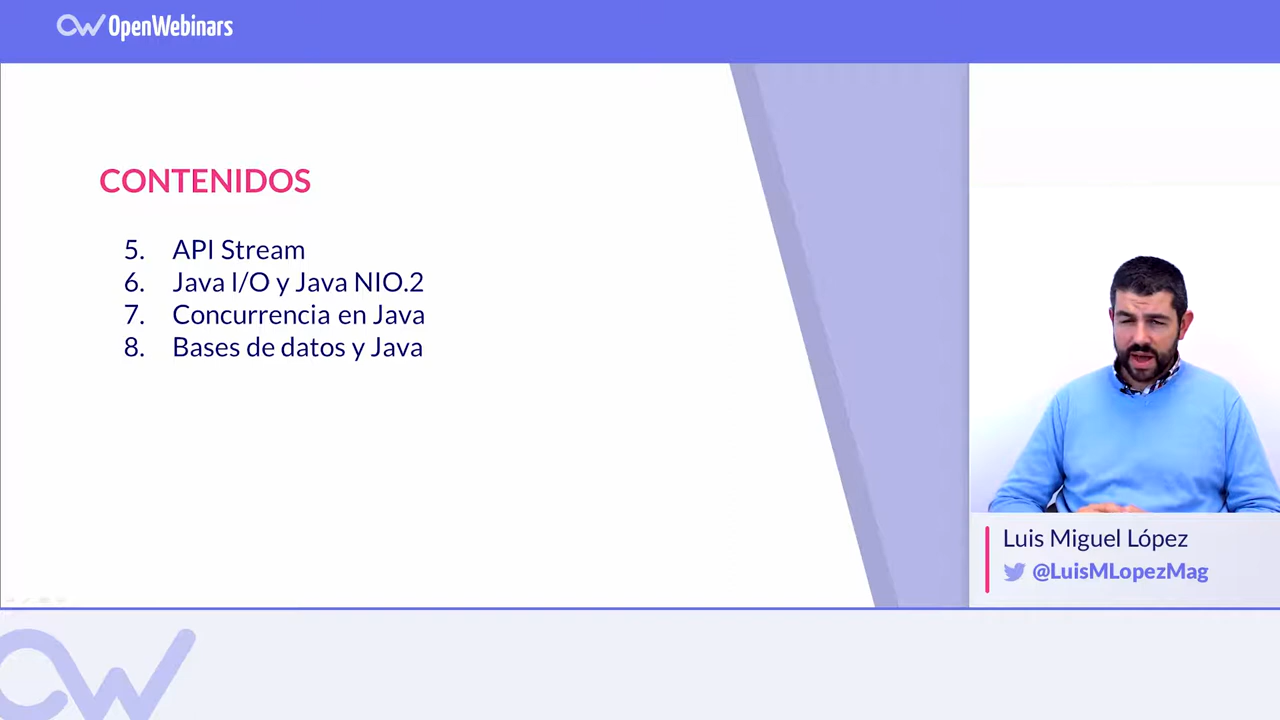 OpenWebinars
CONTENIDOS
5. API Stream
6. Java I/O y Java NIO.2
7. Concurrencia en Java
8. Bases de datos y Java
Luis Miguel López
@LuisMLopezMag